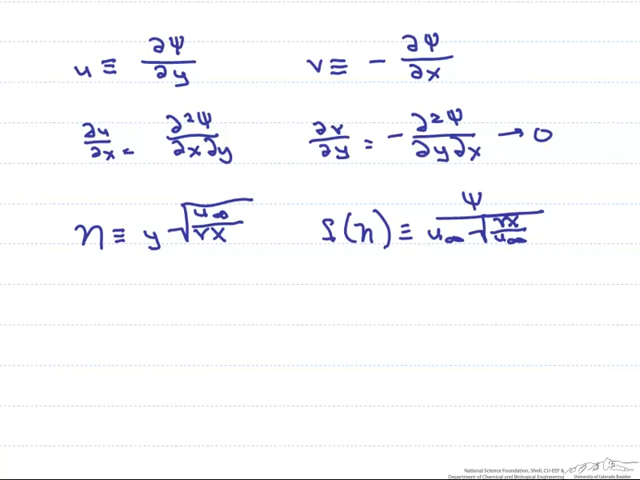 u ≡ ∂Ψ/∂y    v ≡ - ∂Ψ/∂x
∂u/∂x = ∂²Ψ/∂x∂y    ∂v/∂y = - ∂²Ψ/∂y∂x → 0
η ≡ y √(u∞/νx)    f(η) ≡ Ψ/(u∞ √(νx/u∞))
National Science Foundation, Shell, CU-EEF &
Department of Chemical and Biological Engineering
University of Colorado Boulder